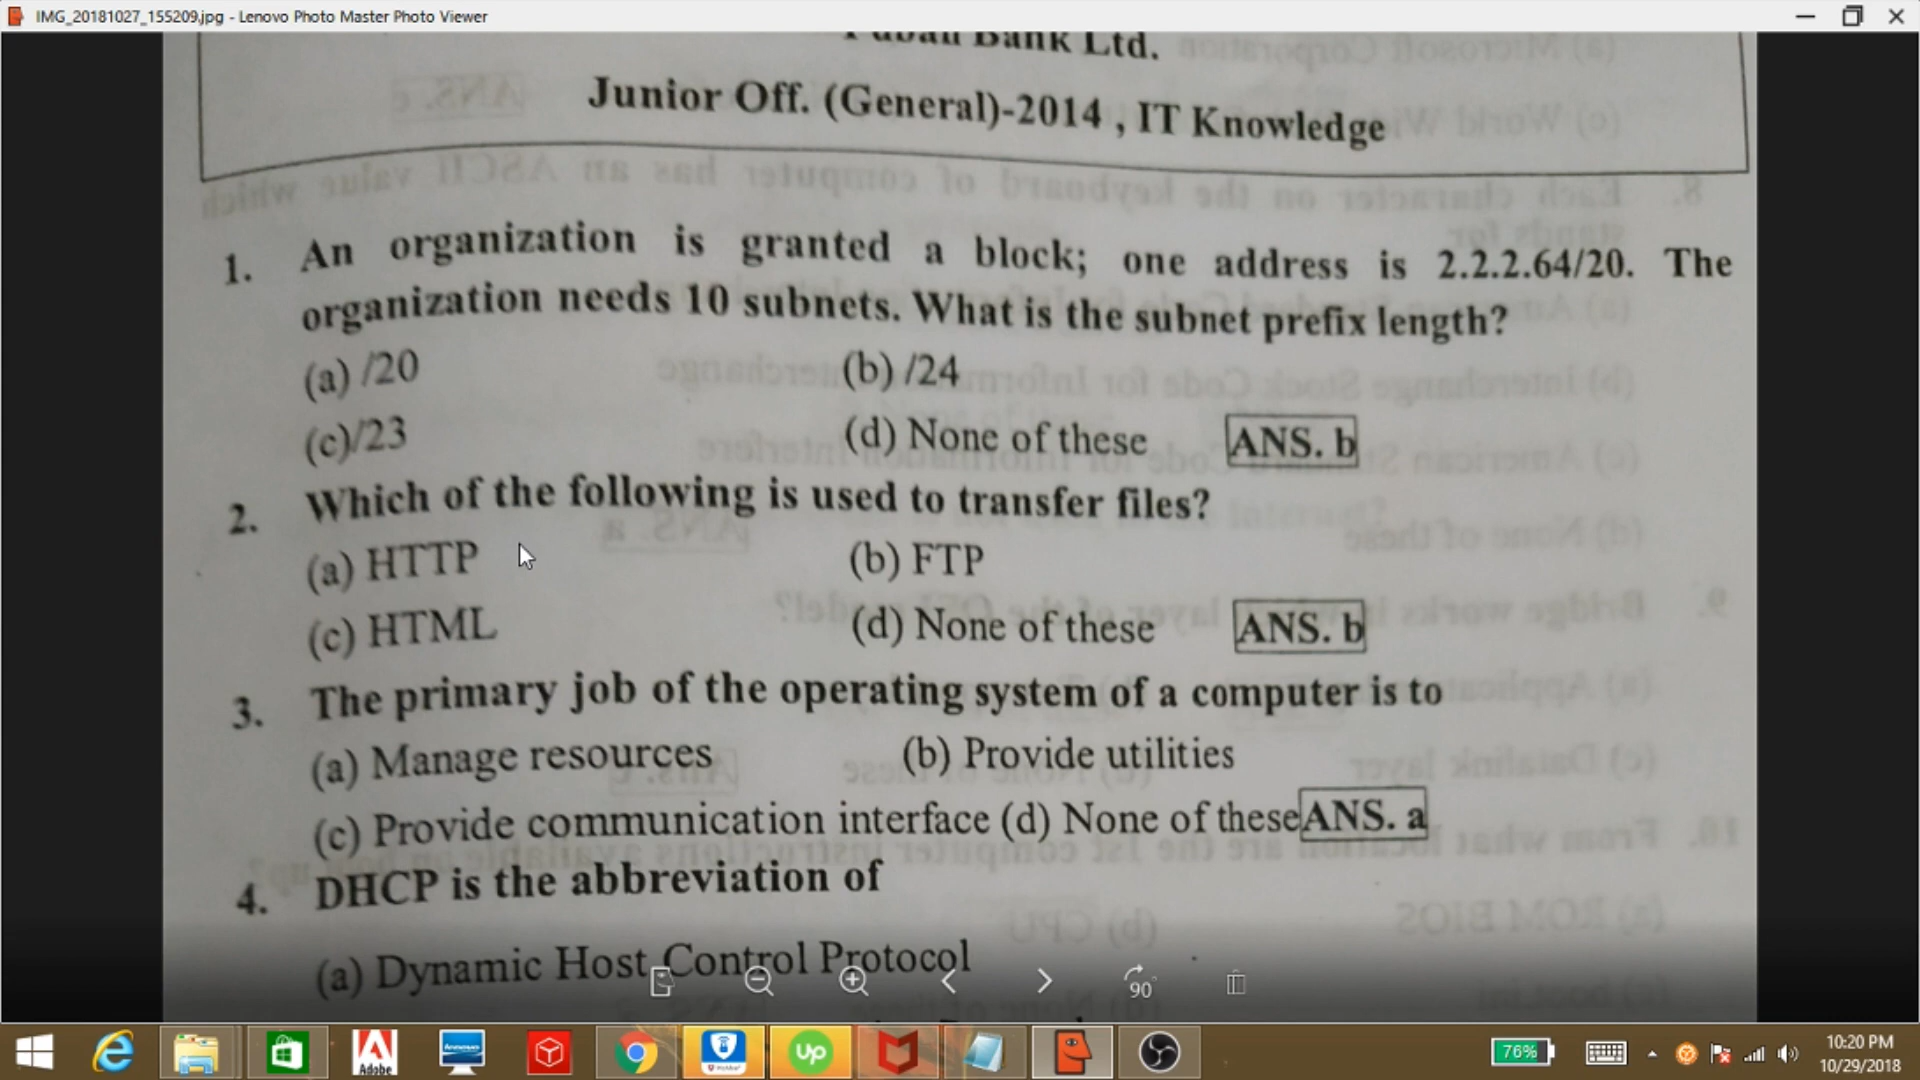 IMG_20181027_155209.jpg - Lenovo Photo Master Photo Viewer
Bank Ltd.
Junior Off. (General)-2014 , IT Knowledge
1. An organization is granted a block; one address is 2.2.2.64/20. The
organization needs 10 subnets. What is the subnet prefix length?
(a) /20 (b) /24
(c)/23 (d) None of these ANS. b
2. Which of the following is used to transfer files?
(a) HTTP (b) FTP
(c) HTML (d) None of these ANS. b
3. The primary job of the operating system of a computer is to
(a) Manage resources (b) Provide utilities
(c) Provide communication interface (d) None of these ANS. a
4. DHCP is the abbreviation of
(a) Dynamic Host Control Protocol
90
Adobe
Lenovo
Up
McAfee
76%
10:20 PM
10/29/2018